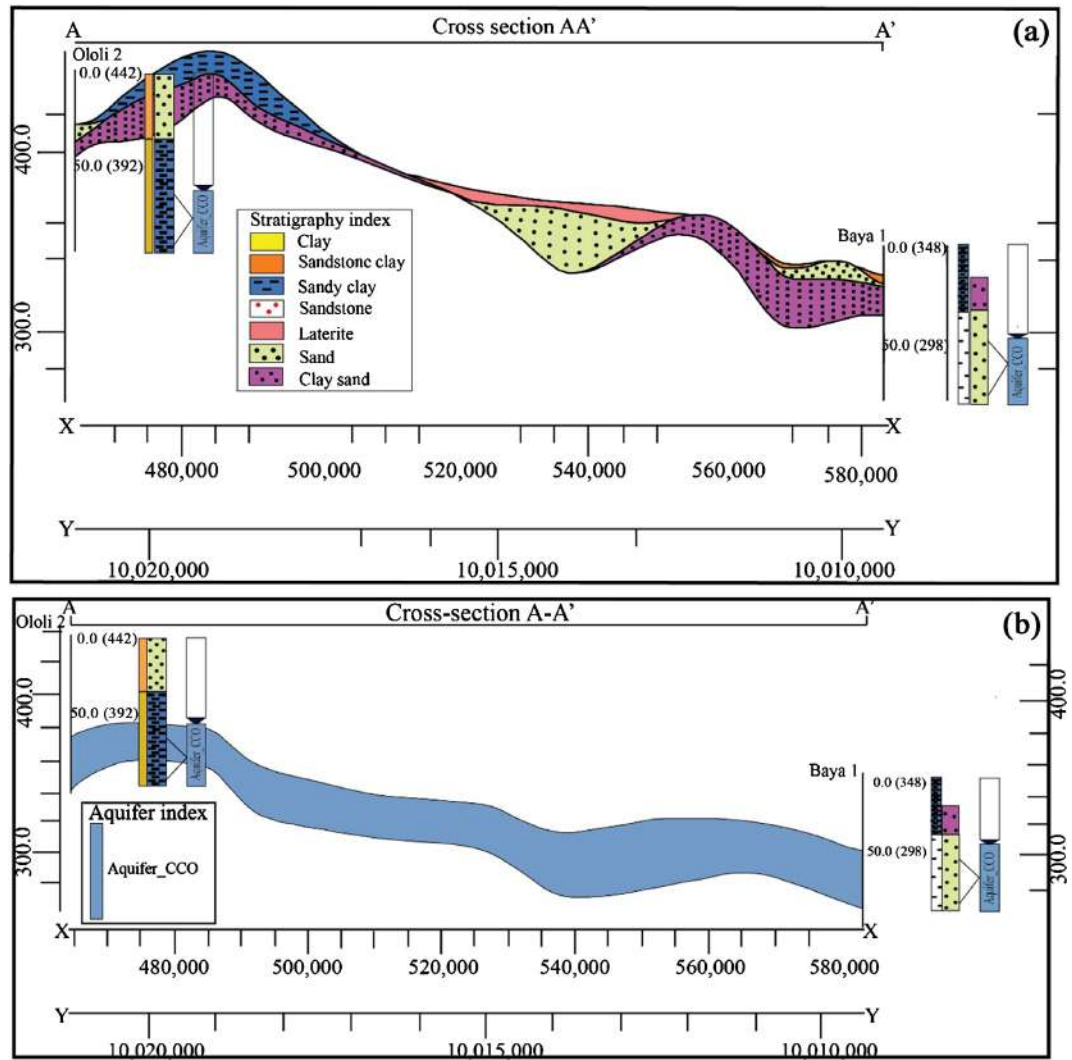 A Cross section AA' A' (a)
Ololi 2
0.0 (442)
400.0
50.0 (392)
Aquifer_CCO
Stratigraphy index
Clay
Sandstone clay
Sandy clay
Sandstone
Laterite
Sand
Clay sand
300.0
Baya 1
0.0 (348)
50.0 (298)
Aquifer_CCO
X X
480,000 500,000 520,000 540,000 560,000 580,000
Y Y
10,020,000 10,015,000 10,010,000
A Cross-section A-A' A' (b)
Ololi 2
0.0 (442)
400.0 400.0
50.0 (392)
Aquifer_CCO
Baya 1
0.0 (348)
Aquifer index
Aquifer_CCO
300.0 300.0
50.0 (298)
Aquifer_CCO
X X
480,000 500,000 520,000 540,000 560,000 580,000
Y Y
10,020,000 10,015,000 10,010,000